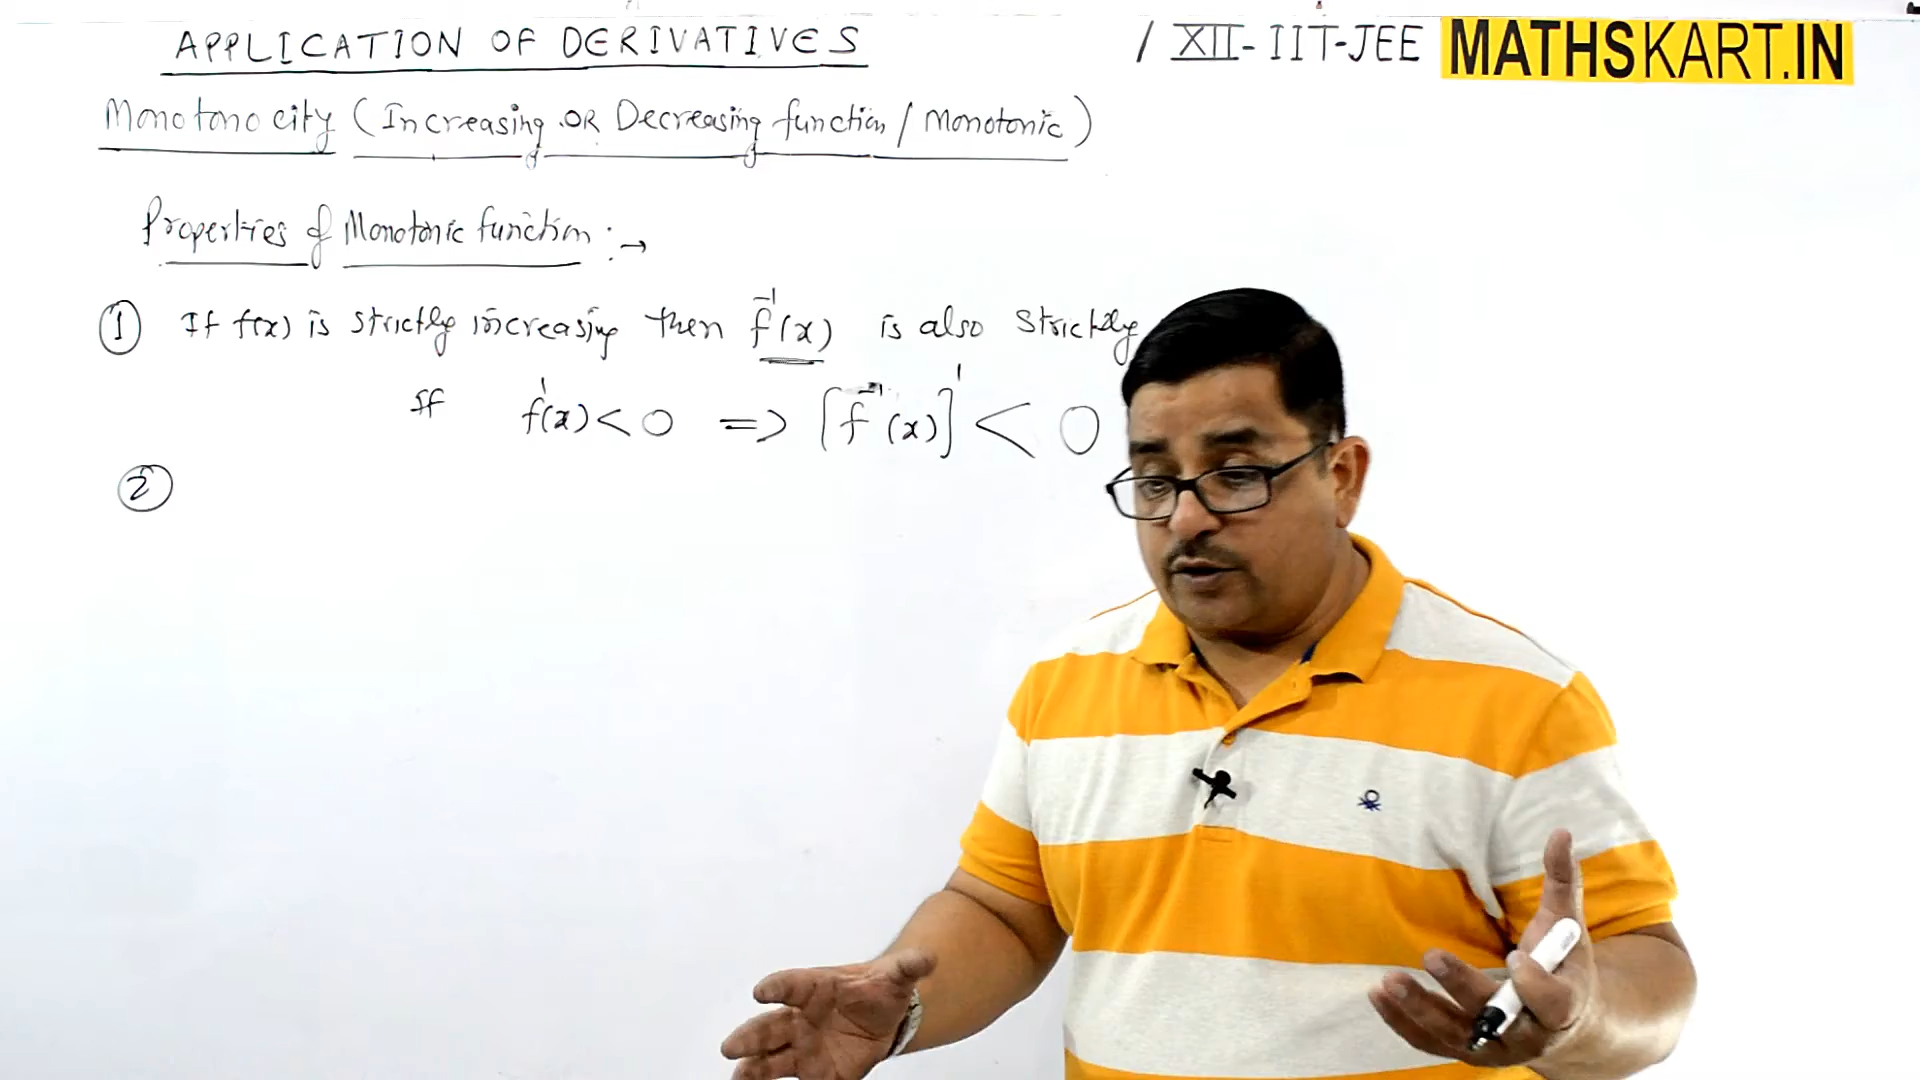 APPLICATION OF DERIVATIVES / XII - IIT-JEE MATHSKART.IN
Monotonocity (Increasing OR Decreasing function / Monotonic)
Properties of Monotonic function :→
① If f(x) is strictly increasing then f⁻¹(x) is also strictly
If f'(x) < 0 => [f⁻¹(x)]' < 0
②